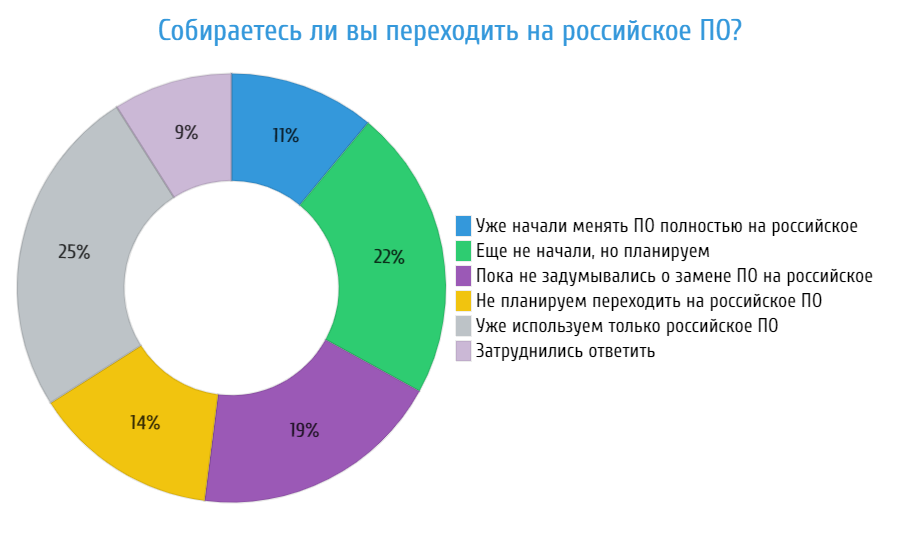 Собираетесь ли вы переходить на российское ПО?
9%
11%
25%
22%
14%
19%
Уже начали менять ПО полностью на российское
Еще не начали, но планируем
Пока не задумывались о замене ПО на российское
Не планируем переходить на российское ПО
Уже используем только российское ПО
Затруднились ответить